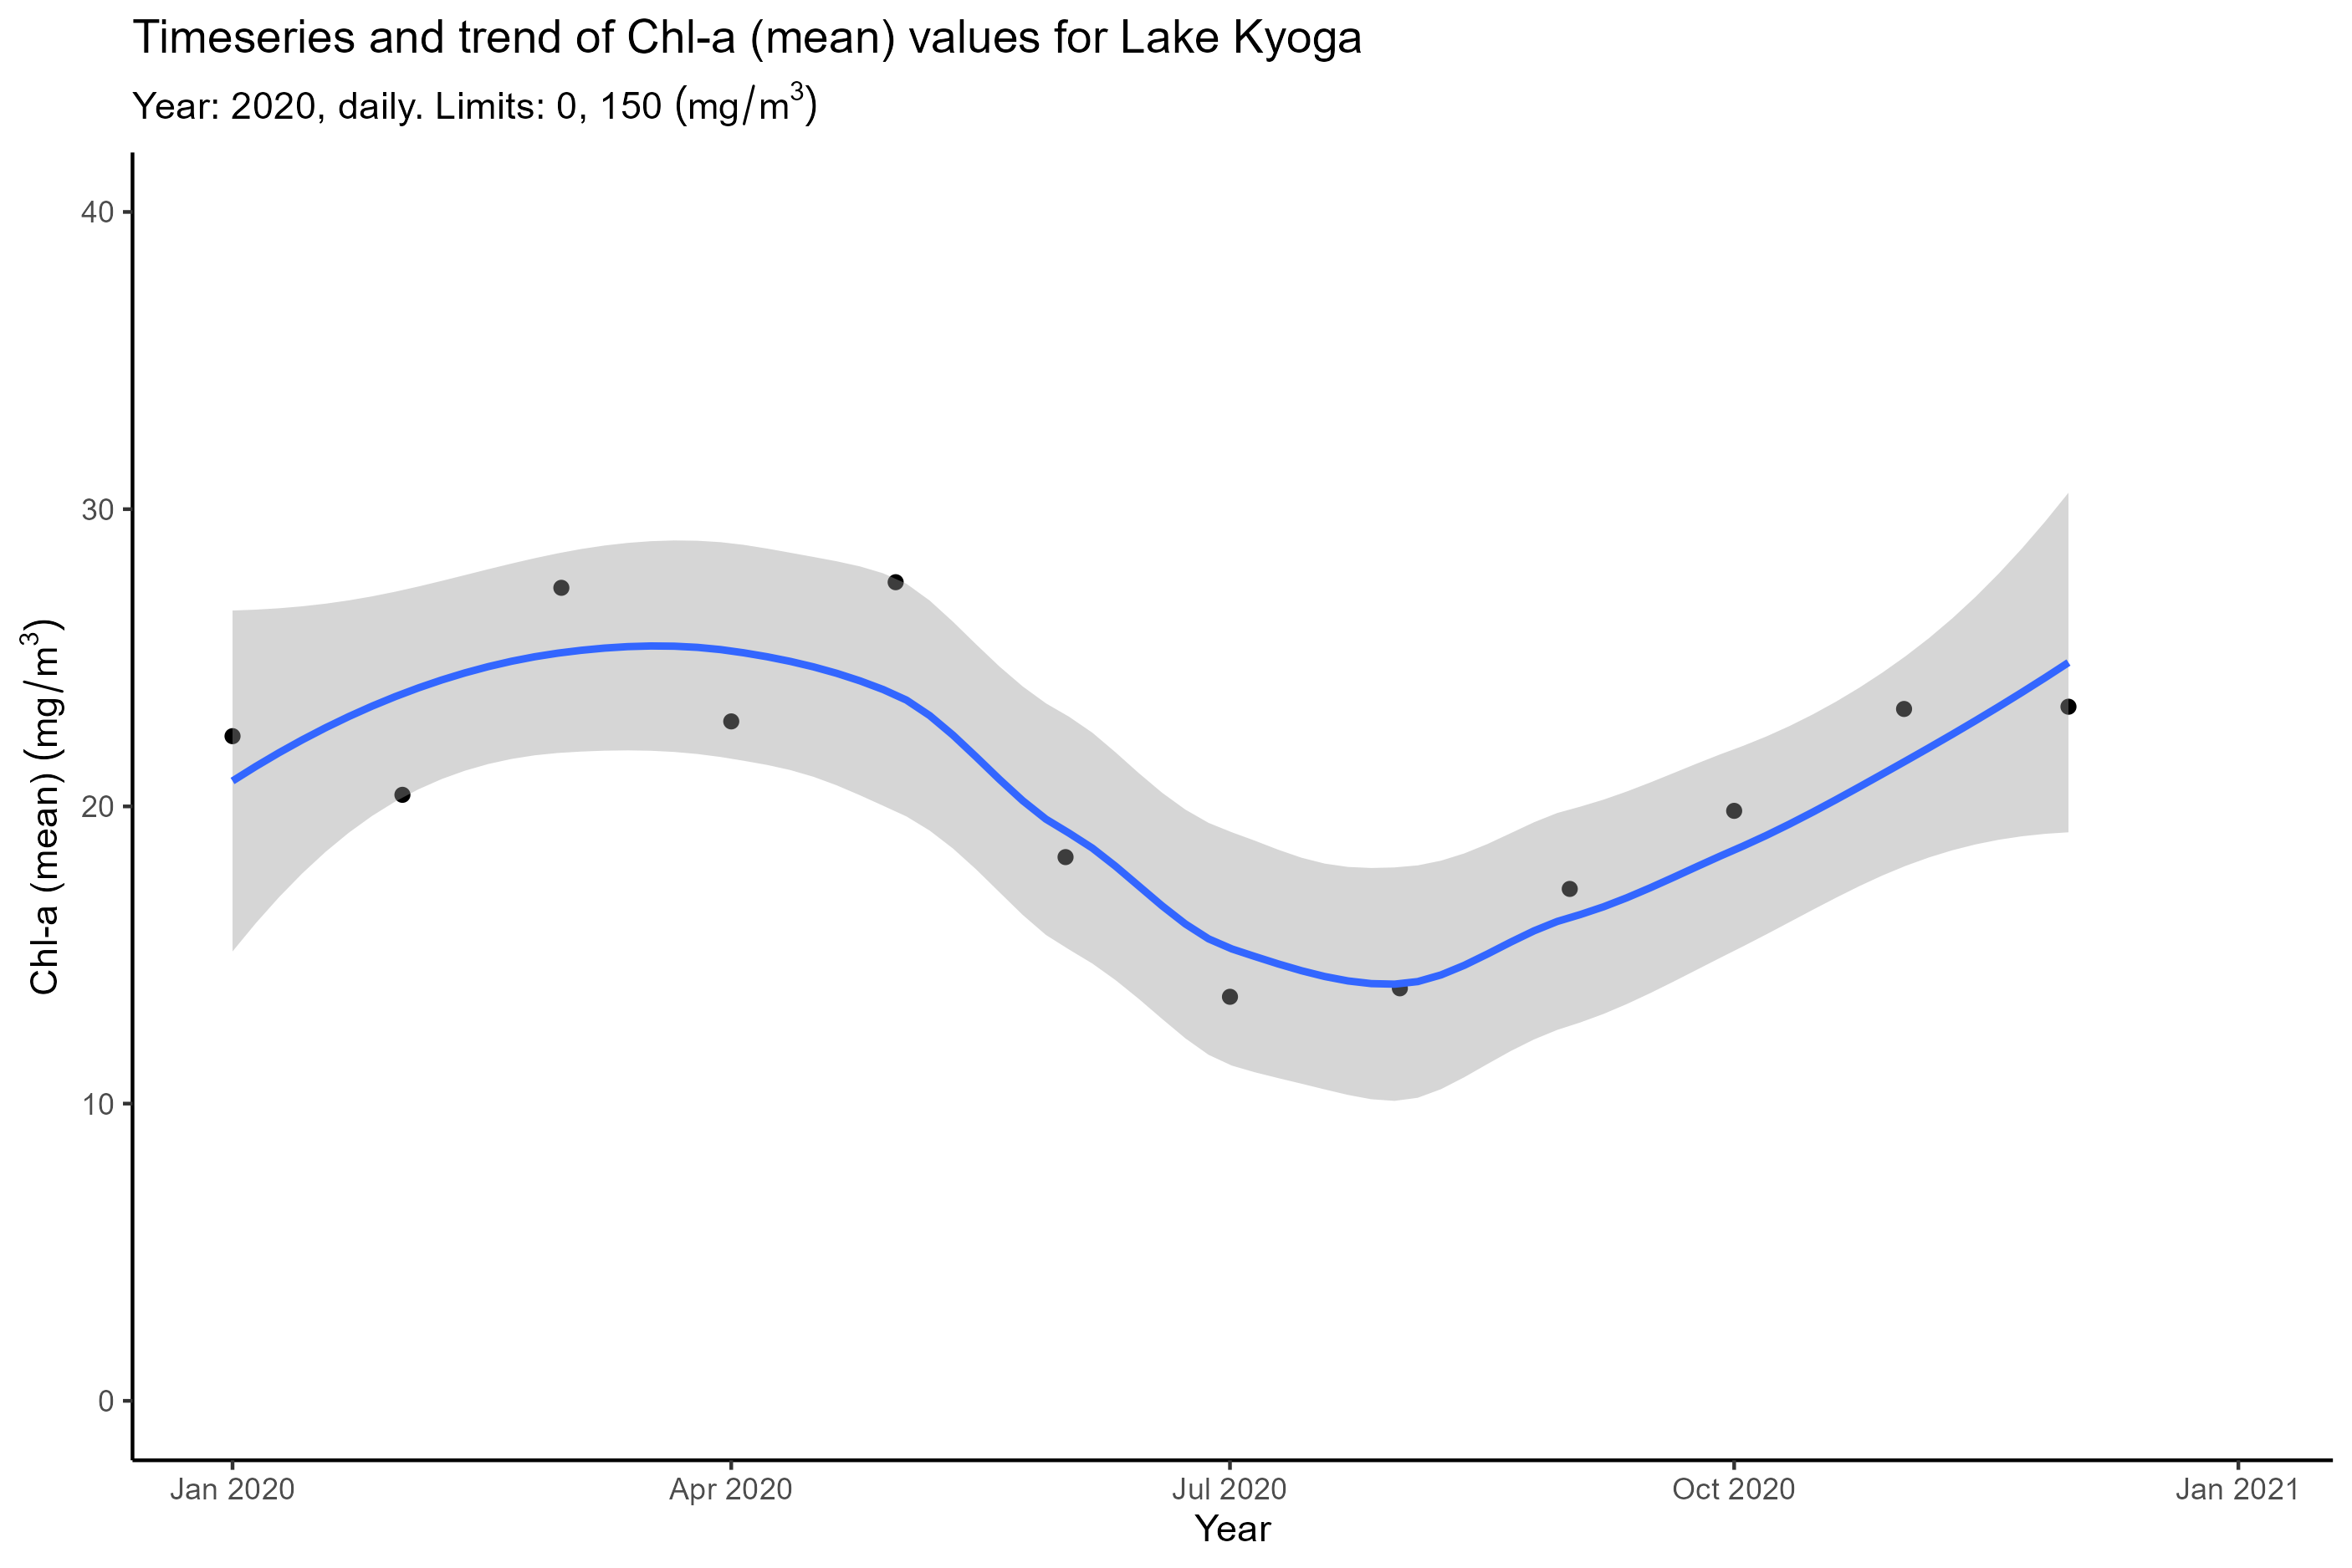 Timeseries and trend of Chl-a (mean) values for Lake Kyoga
Year: 2020, daily. Limits: 0, 150 (mg/m³)
Chl-a (mean) (mg/m³)
40
30
20
10
0
Jan 2020
Apr 2020
Jul 2020
Oct 2020
Jan 2021
Year